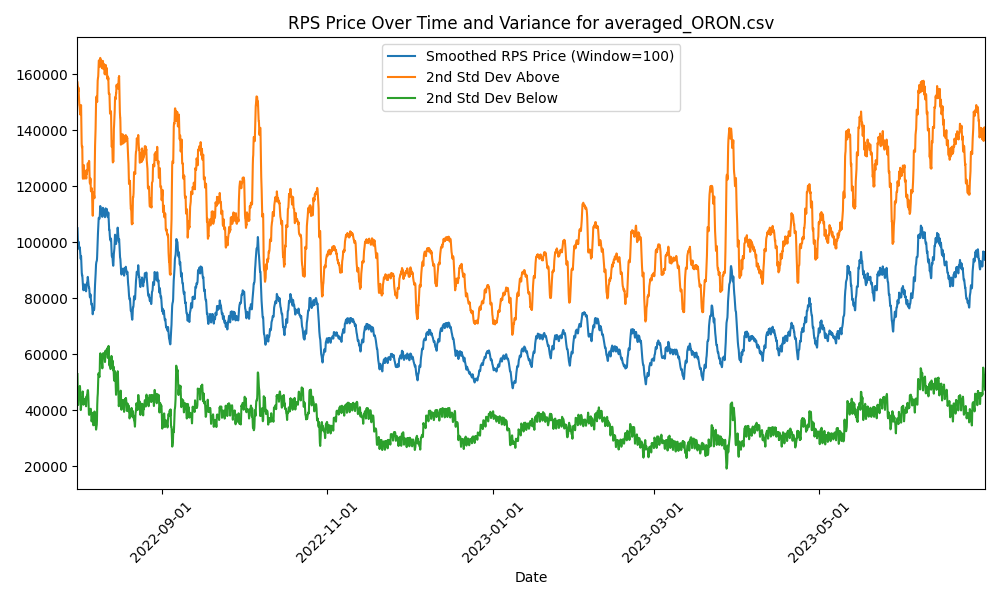 RPS Price Over Time and Variance for averaged_ORON.csv
Smoothed RPS Price (Window=100)
2nd Std Dev Above
2nd Std Dev Below
160000
140000
120000
100000
80000
60000
40000
20000
2022-09-01
2022-11-01
2023-01-01
2023-03-01
2023-05-01
Date